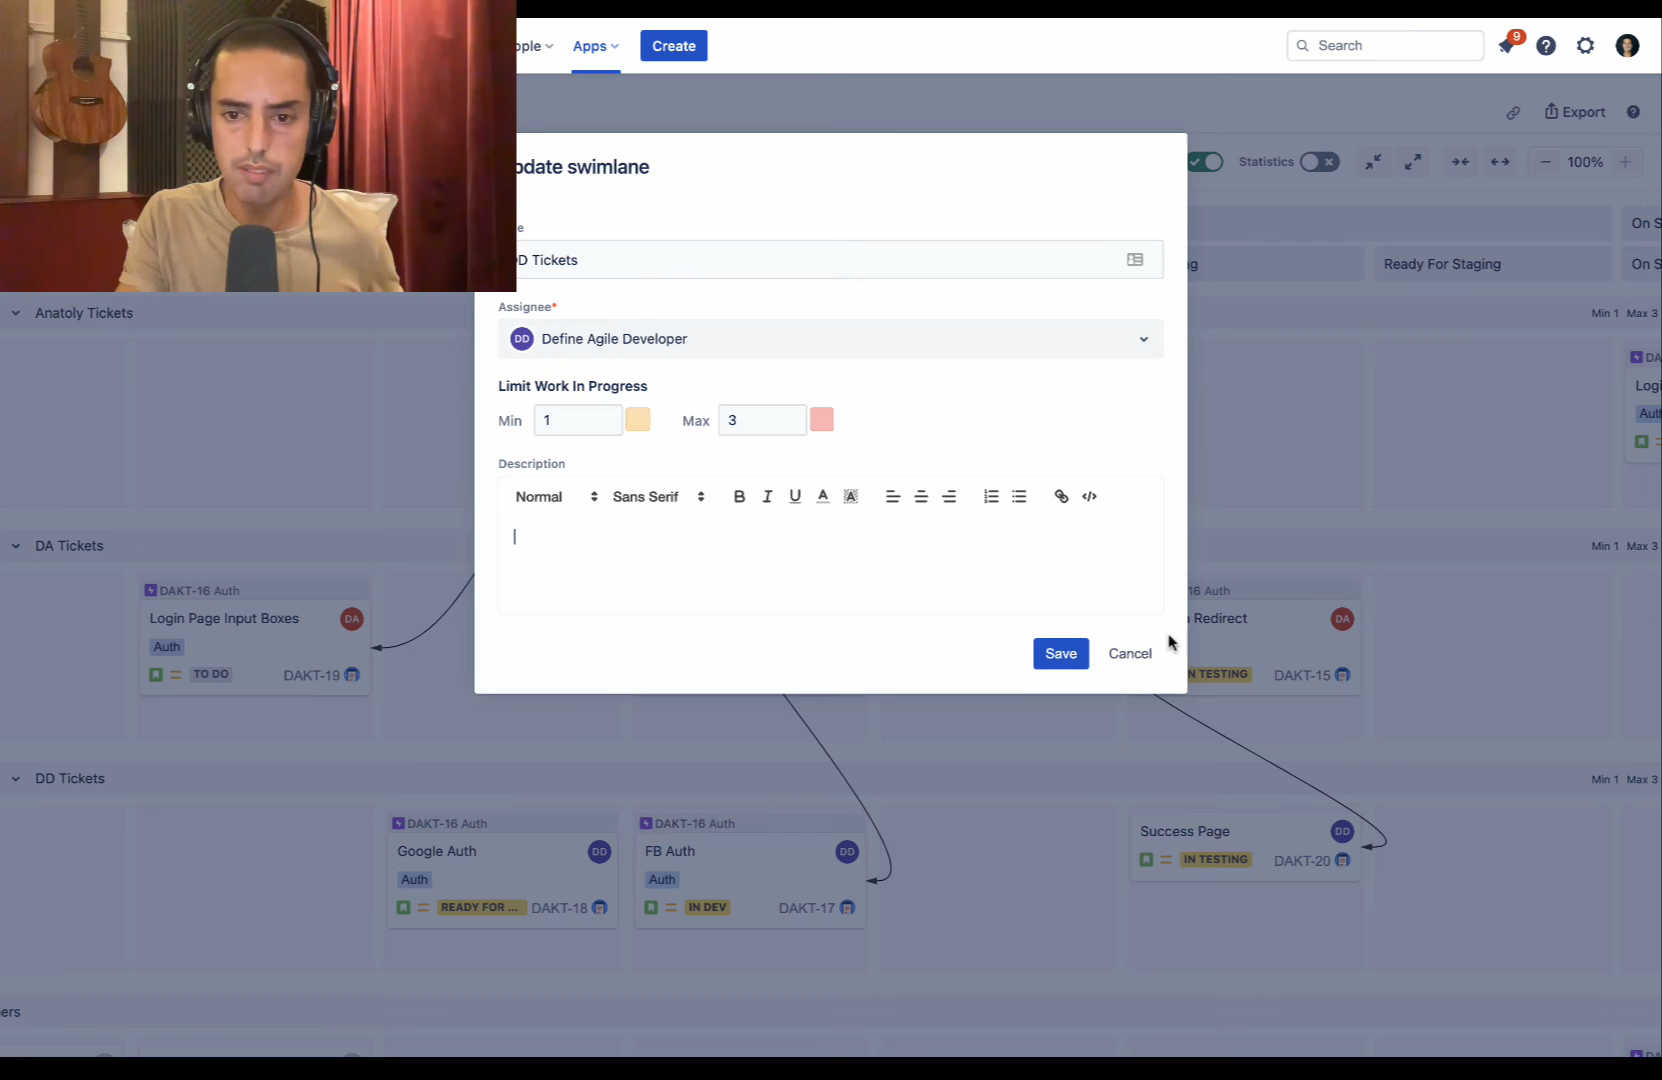 ople
Apps
Create
Search
9
Export
pdate swimlane
Statistics
100%
e
On S
D Tickets
g
Ready For Staging
On S
Assignee*
Anatoly Tickets
Min 1 Max 3
DD Define Agile Developer
DA
Logi
Limit Work In Progress
Aut
Min 1 Max 3
Description
Normal Sans Serif B I U A A
DA Tickets
Min 1 Max 3
DAKT-16 Auth
16 Auth
Login Page Input Boxes DA
Redirect DA
Auth
Save Cancel
TO DO DAKT-19
N TESTING DAKT-15
DD Tickets
Min 1 Max 3
DAKT-16 Auth
DAKT-16 Auth
Success Page DD
Google Auth DD
FB Auth DD
IN TESTING DAKT-20
Auth
Auth
READY FOR ... DAKT-18
IN DEV DAKT-17
ers
DA